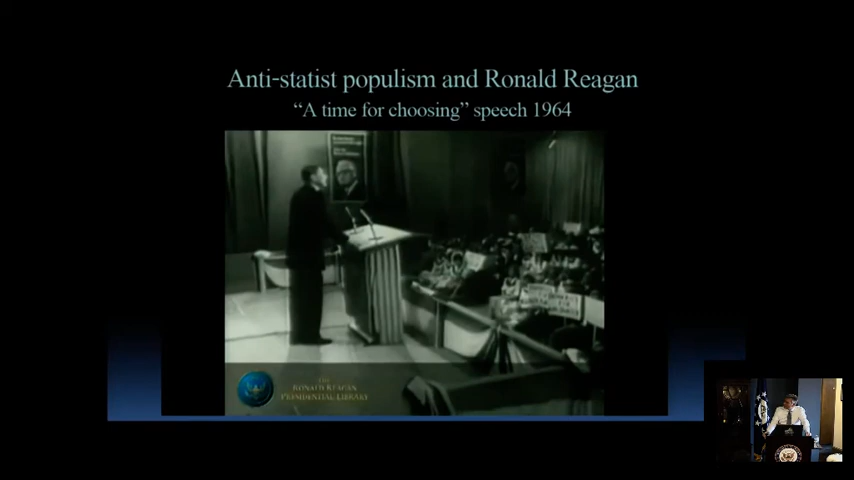 Anti-statist populism and Ronald Reagan
“A time for choosing” speech 1964
THE
RONALD REAGAN
PRESIDENTIAL LIBRARY